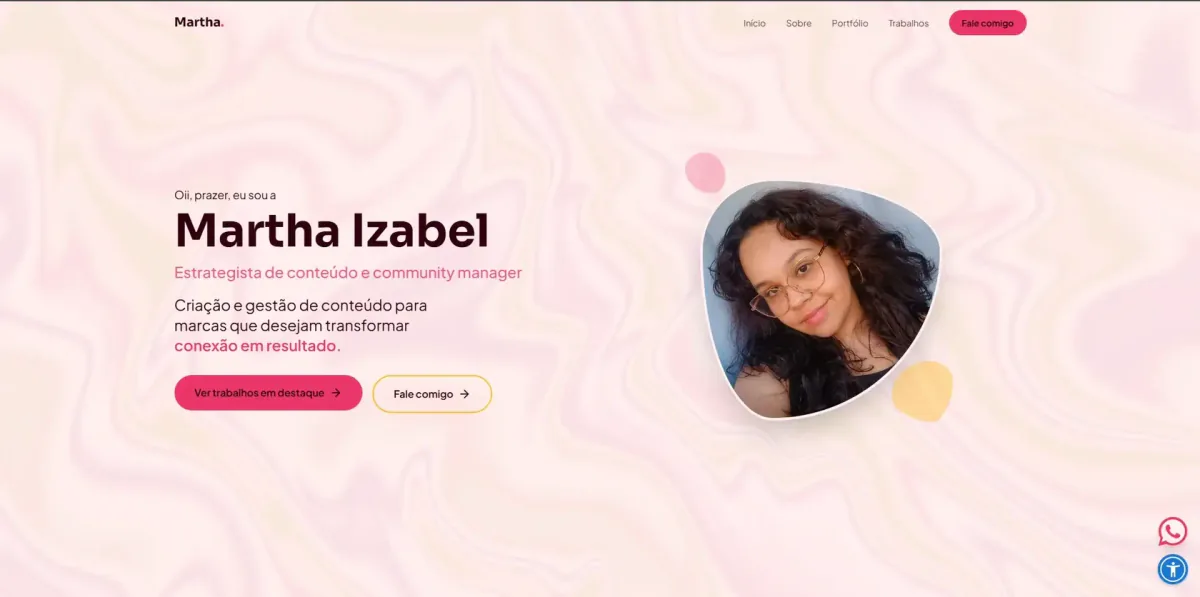 Martha.
Início Sobre Portfólio Trabalhos Fale comigo
Oii, prazer, eu sou a
Martha Izabel
Estrategista de conteúdo e community manager
Criação e gestão de conteúdo para
marcas que desejam transformar
conexão em resultado.
Ver trabalhos em destaque → Fale comigo →